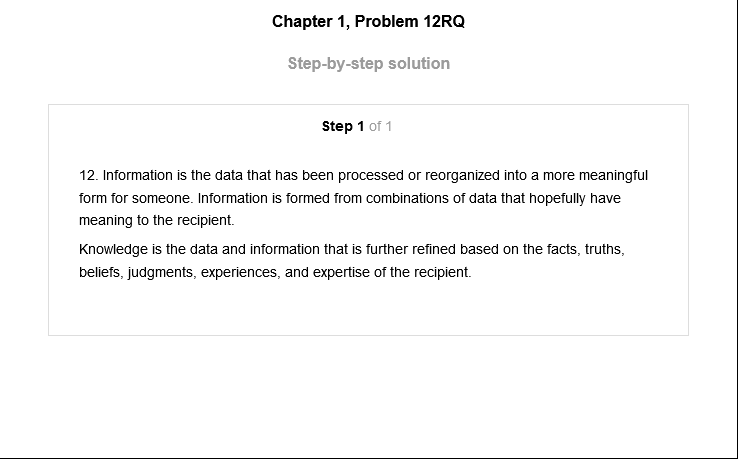 Chapter 1, Problem 12RQ
Step-by-step solution
Step 1 of 1
12. Information is the data that has been processed or reorganized into a more meaningful
form for someone. Information is formed from combinations of data that hopefully have
meaning to the recipient.
Knowledge is the data and information that is further refined based on the facts, truths,
beliefs, judgments, experiences, and expertise of the recipient.